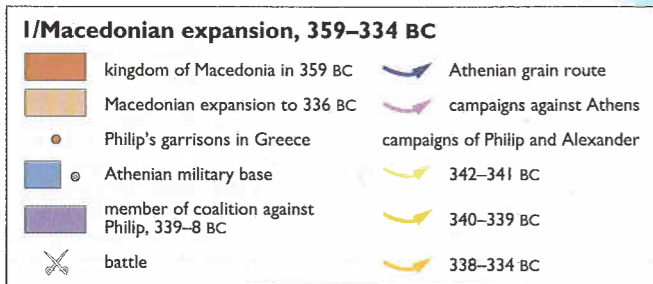 1/Macedonian expansion, 359–334 BC
kingdom of Macedonia in 359 BC
Macedonian expansion to 336 BC
Philip's garrisons in Greece
Athenian military base
member of coalition against
Philip, 339–8 BC
battle
Athenian grain route
campaigns against Athens
campaigns of Philip and Alexander
342–341 BC
340–339 BC
338–334 BC